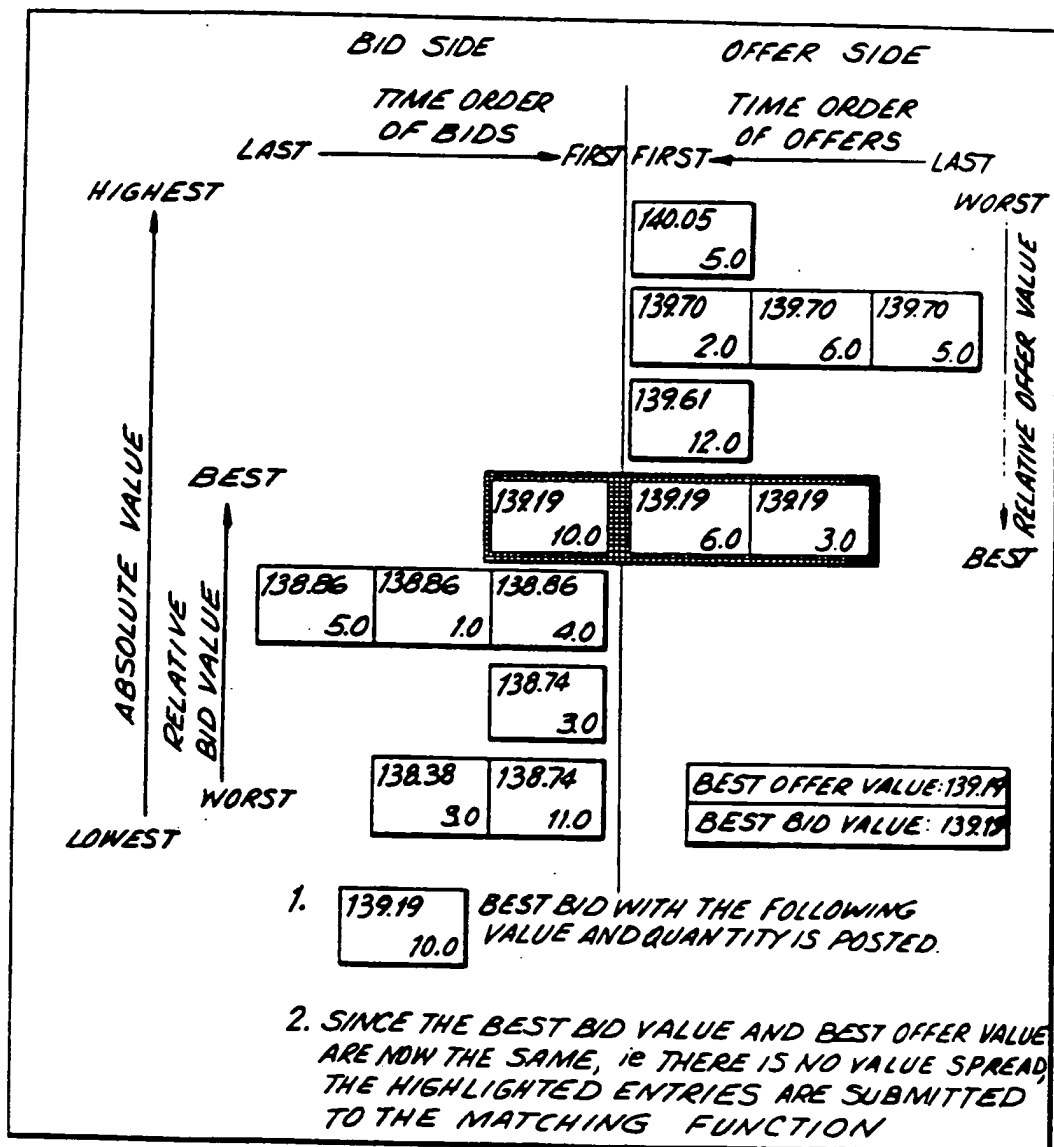 BID SIDE
OFFER SIDE
TIME ORDER
OF BIDS
TIME ORDER
OF OFFERS
LAST
FIRST
FIRST
LAST
HIGHEST
WORST
140.05
5.0
139.70
139.70
139.70
2.0
6.0
5.0
139.61
12.0
RELATIVE OFFER VALUE
ABSOLUTE VALUE
BEST
139.19
139.19
139.19
10.0
6.0
3.0
BEST
RELATIVE
BID VALUE
138.86
138.86
138.86
5.0
1.0
4.0
138.74
3.0
138.38
138.74
3.0
11.0
WORST
LOWEST
BEST OFFER VALUE: 139.19
BEST BID VALUE: 139.19
1.
139.19
10.0
BEST BID WITH THE FOLLOWING
VALUE AND QUANTITY IS POSTED.
2. SINCE THE BEST BID VALUE AND BEST OFFER VALUE
ARE NOW THE SAME, ie THERE IS NO VALUE SPREAD,
THE HIGHLIGHTED ENTRIES ARE SUBMITTED
TO THE MATCHING FUNCTION